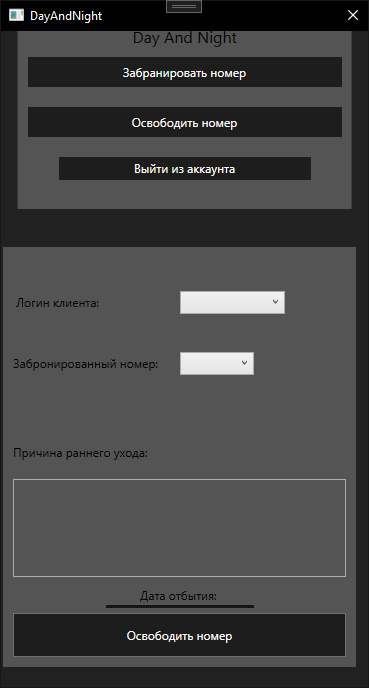 DayAndNight
Day And Night
Забранировать номер
Освободить номер
Выйти из аккаунта
Логин клиента:
Забронированный номер:
Причина раннего ухода:
Дата отбытия:
Освободить номер